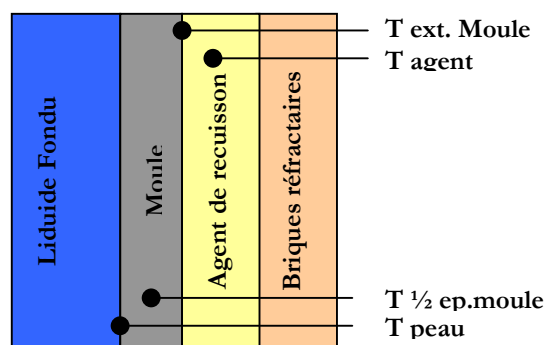 Liduide Fondu
Moule
Agent de recuisson
Briques réfractaires
T ext. Moule
T agent
T ½ ep.moule
T peau